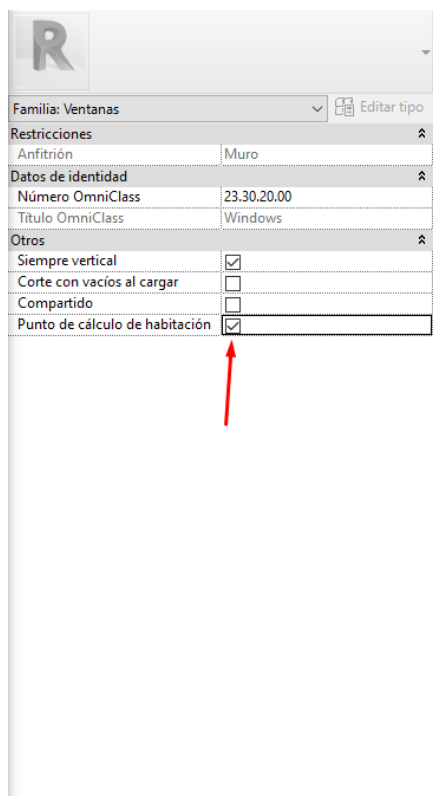 R
Familia: Ventanas Editar tipo
Restricciones
Anfitrión Muro
Datos de identidad
Número OmniClass 23.30.20.00
Título OmniClass Windows
Otros
Siempre vertical
Corte con vacíos al cargar
Compartido
Punto de cálculo de habitación